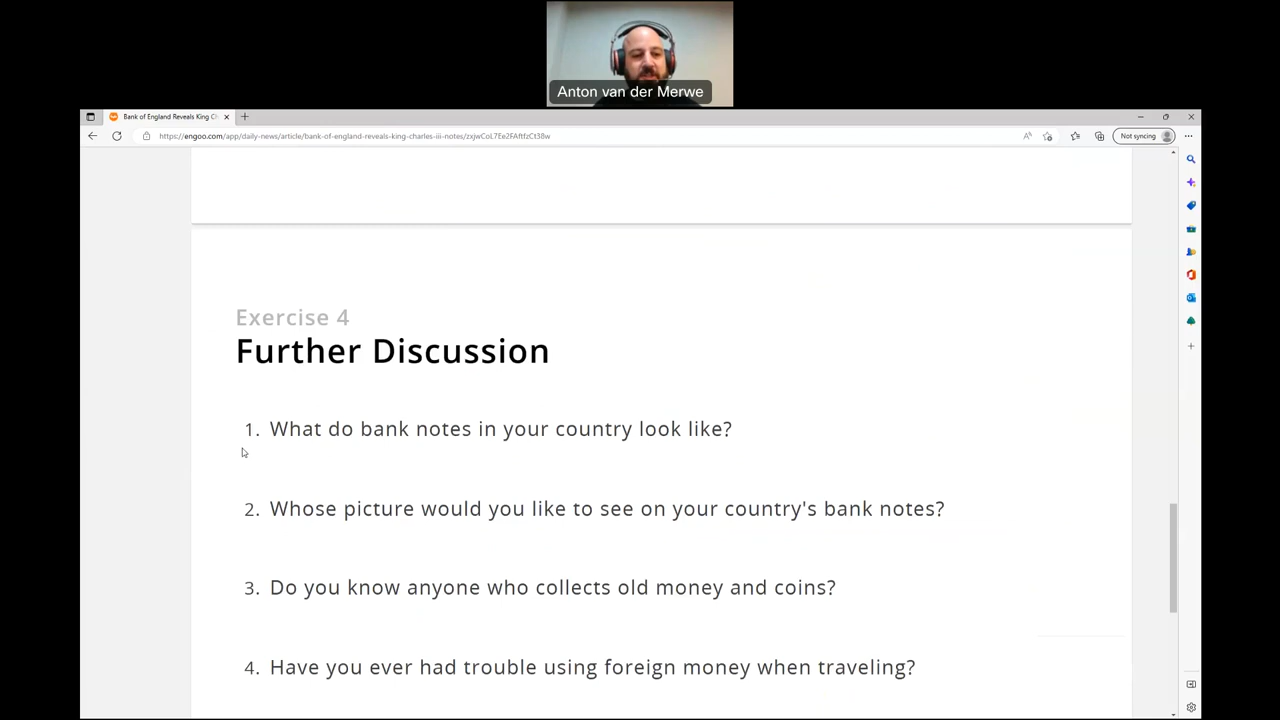 Anton van der Merwe
Bank of England Reveals King Ch
https://engoo.com/app/daily-news/article/bank-of-england-reveals-king-charles-iii-notes/zxjwCoL7Ee2FAftfzCt38w
Not syncing
Exercise 4
Further Discussion
1. What do bank notes in your country look like?
2. Whose picture would you like to see on your country's bank notes?
3. Do you know anyone who collects old money and coins?
4. Have you ever had trouble using foreign money when traveling?